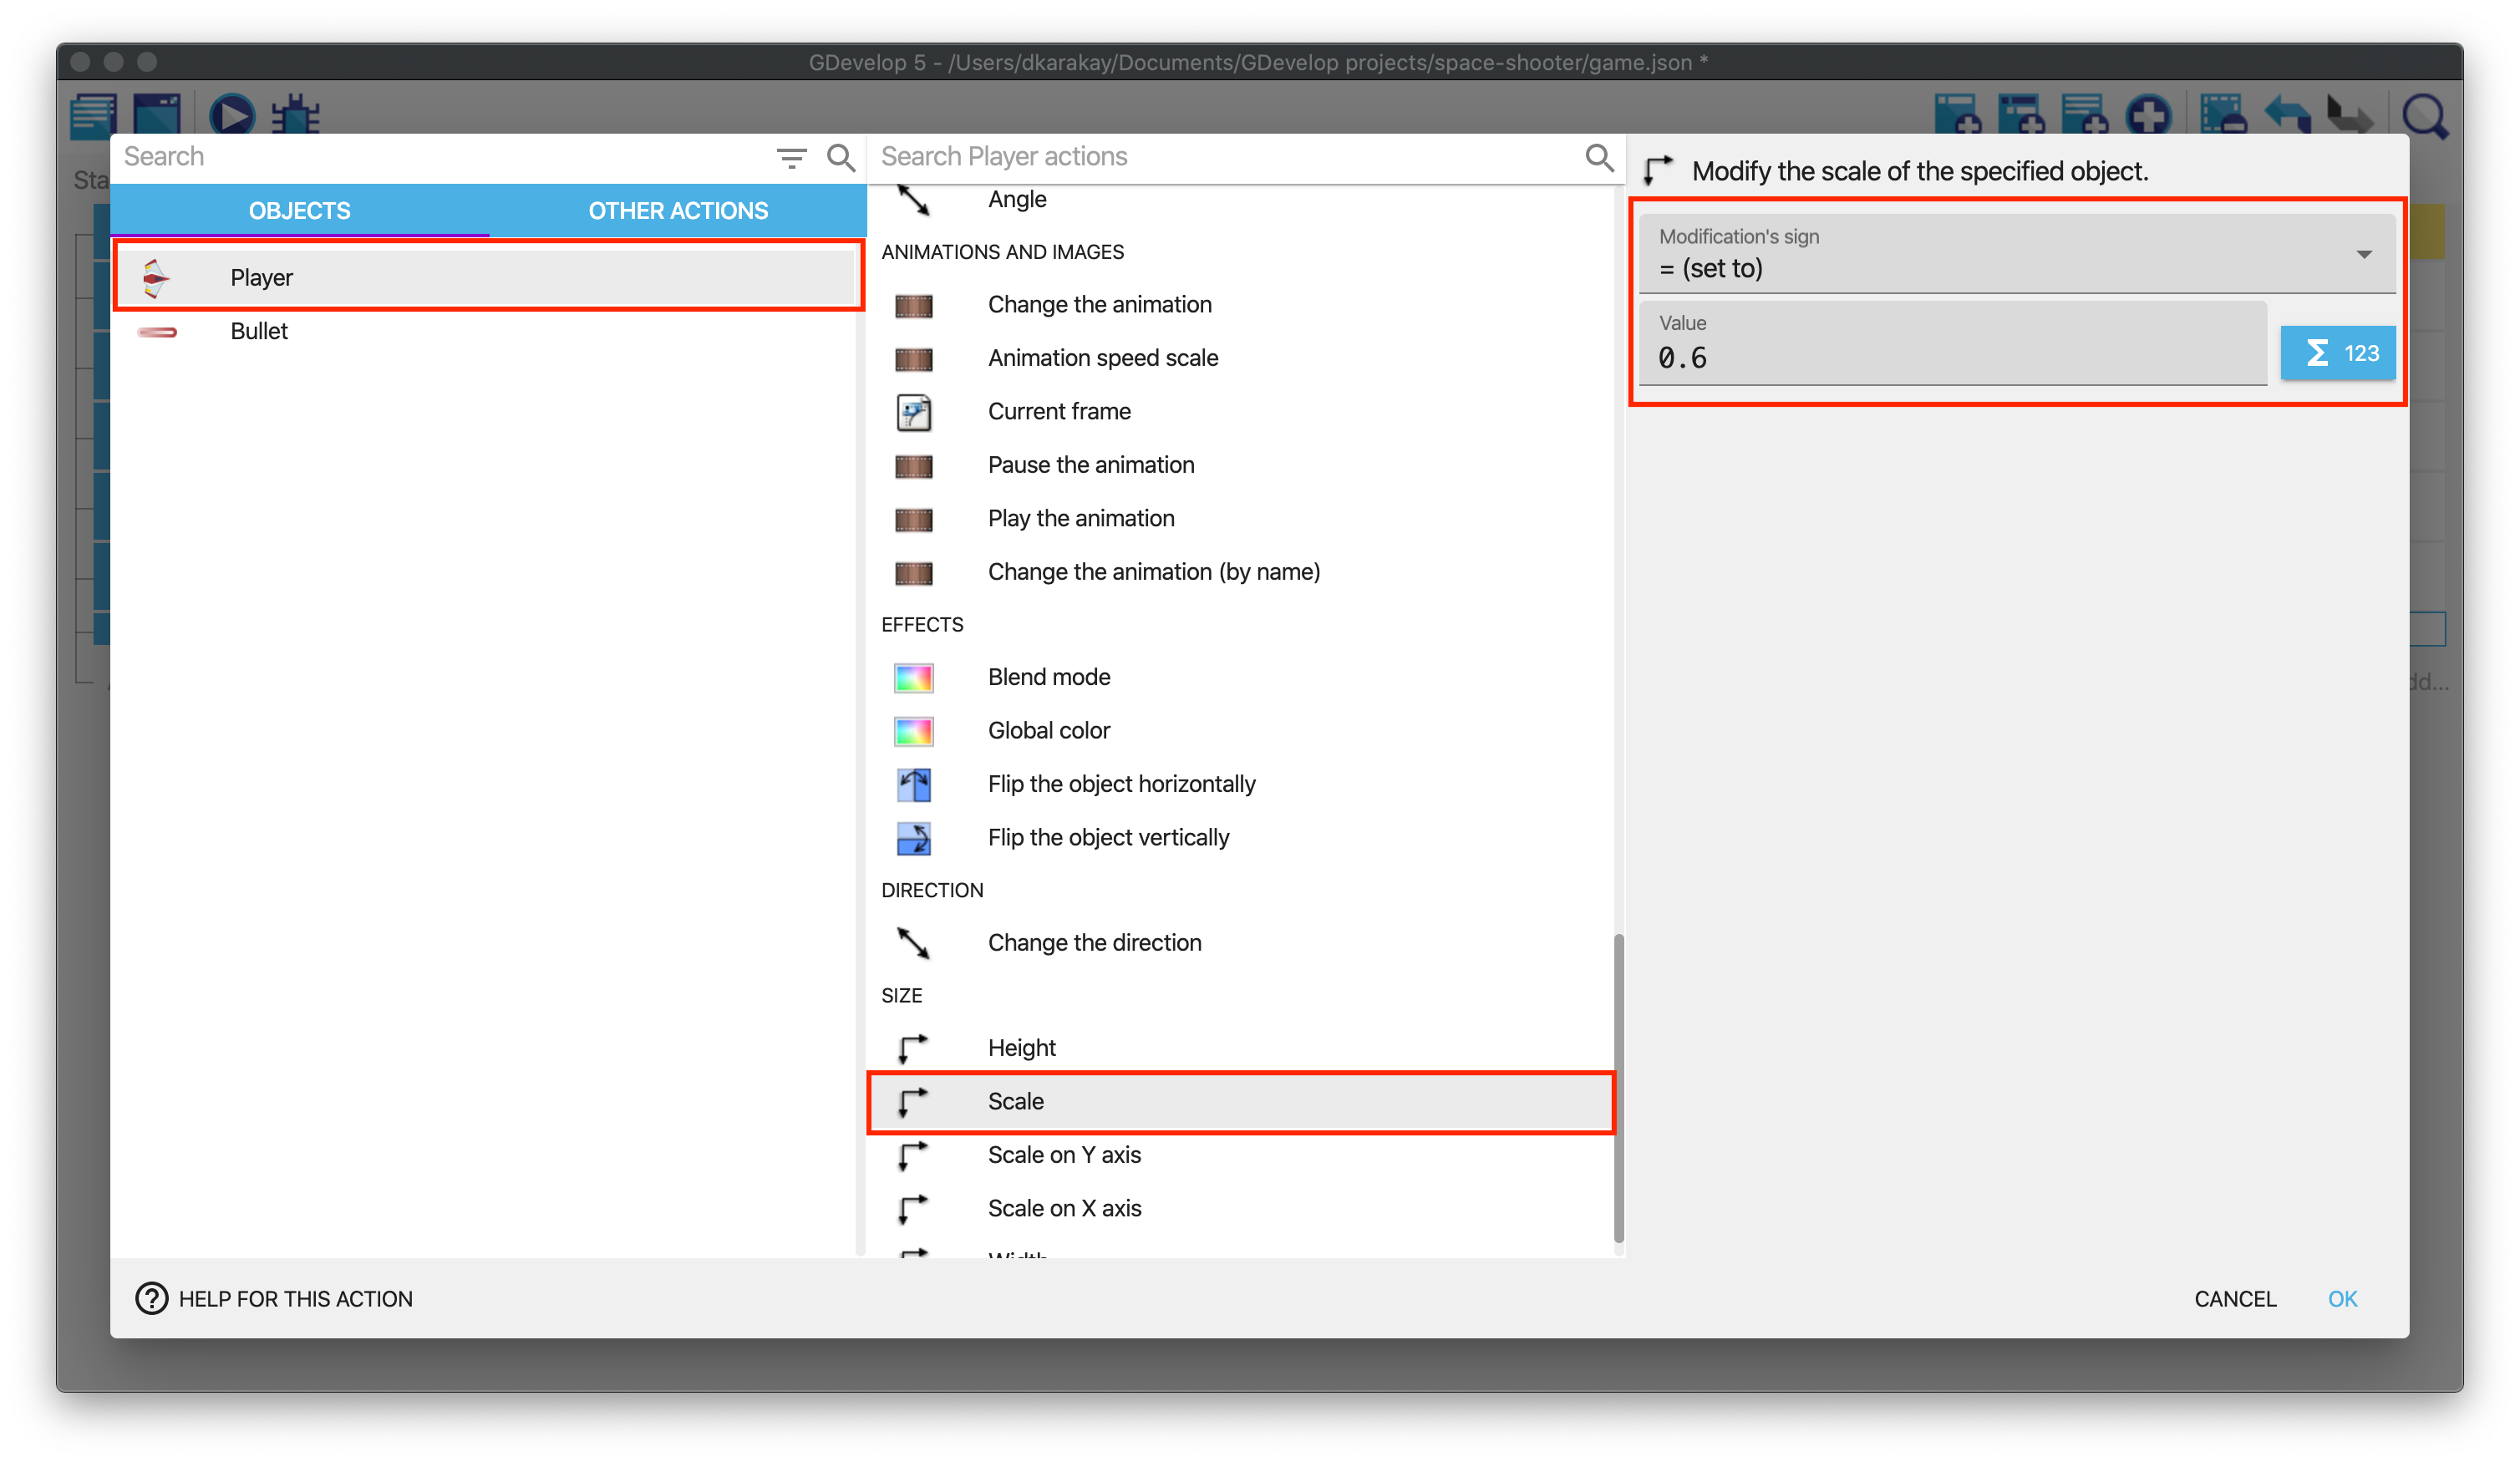 GDevelop 5 - /Users/dkarakay/Documents/GDevelop projects/space-shooter/game.json *
Search
OBJECTS
OTHER ACTIONS
Player
Bullet
Search Player actions
Angle
ANIMATIONS AND IMAGES
Change the animation
Animation speed scale
Current frame
Pause the animation
Play the animation
Change the animation (by name)
EFFECTS
Blend mode
Global color
Flip the object horizontally
Flip the object vertically
DIRECTION
Change the direction
SIZE
Height
Scale
Scale on Y axis
Scale on X axis
Modify the scale of the specified object.
Modification's sign
= (set to)
Value
0.6
Σ 123
HELP FOR THIS ACTION
CANCEL
OK